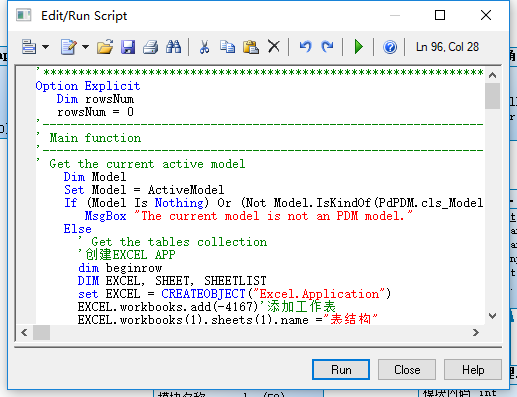 Edit/Run Script
Ln 96, Col 28
Option Explicit
Dim rowsNum
rowsNum = 0
'-----------------------------------------------------------------
' Main function
'-----------------------------------------------------------------
' Get the current active model
Dim Model
Set Model = ActiveModel
If (Model Is Nothing) Or (Not Model.IsKindOf(PdPDM.cls_Model
MsgBox "The current model is not an PDM model."
Else
' Get the tables collection
'创建EXCEL APP
dim beginrow
DIM EXCEL, SHEET, SHEETLIST
set EXCEL = CREATEOBJECT("Excel.Application")
EXCEL.workbooks.add(-4167)'添加工作表
EXCEL.workbooks(1).sheets(1).name ="表结构"
Run
Close
Help